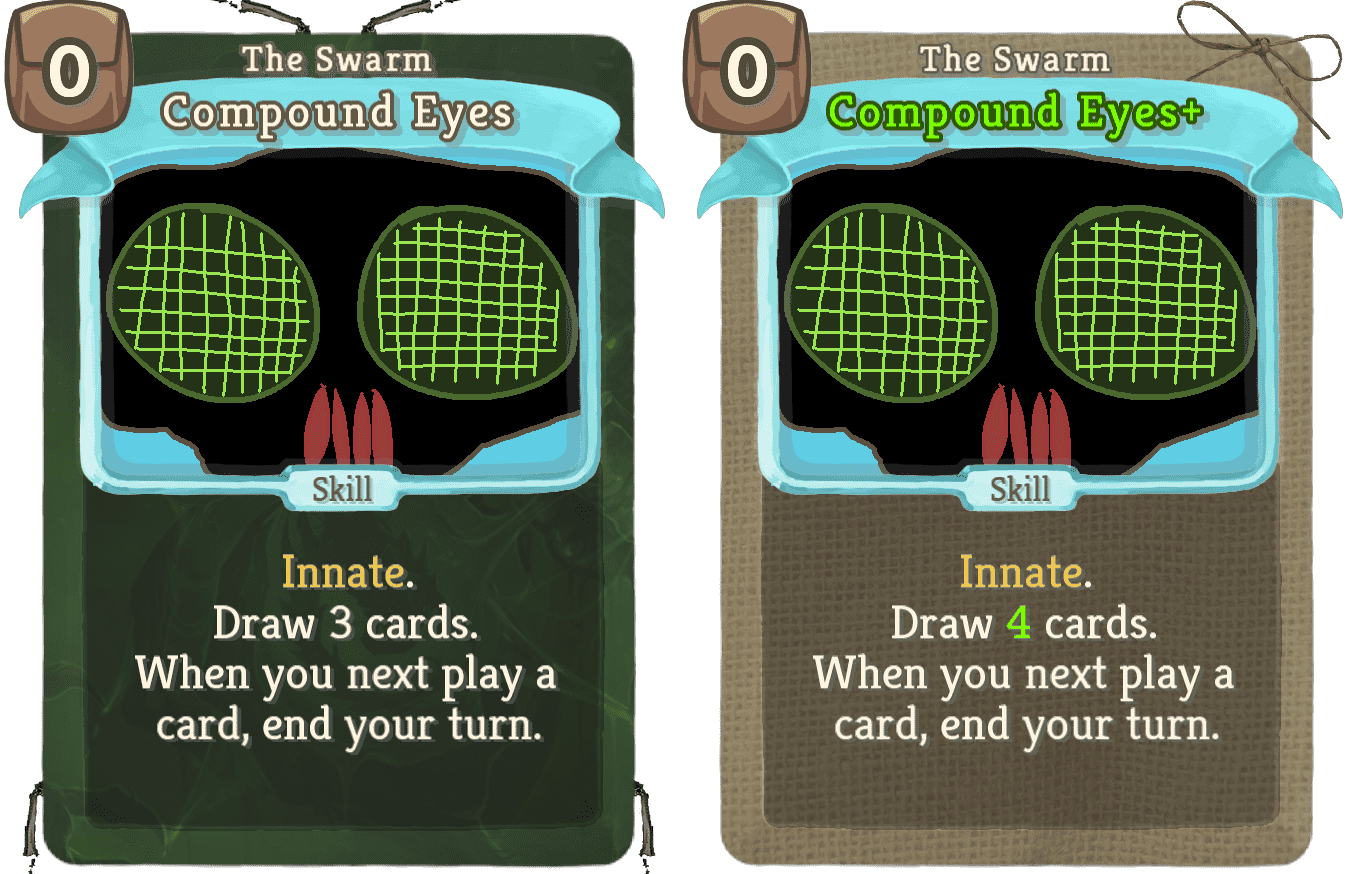 0
The Swarm
Compound Eyes
Skill
Innate.
Draw 3 cards.
When you next play a
card, end your turn.
0
The Swarm
Compound Eyes+
Skill
Innate.
Draw 4 cards.
When you next play a
card, end your turn.